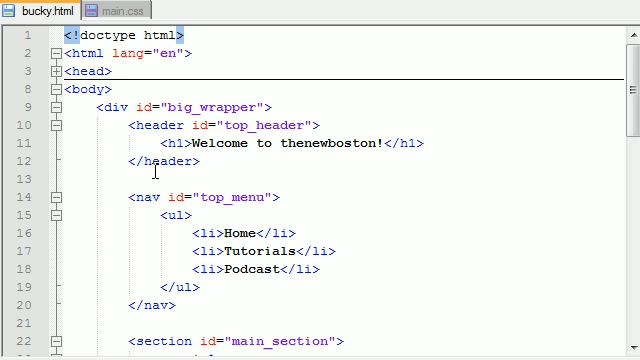 bucky.html main.css
1 <!doctype html>
2 <html lang="en">
3 <head>
8 <body>
9 <div id="big_wrapper">
10 <header id="top_header">
11 <h1>Welcome to thenewboston!</h1>
12 </header>
13
14 <nav id="top_menu">
15 <ul>
16 <li>Home</li>
17 <li>Tutorials</li>
18 <li>Podcast</li>
19 </ul>
20 </nav>
21
22 <section id="main_section">